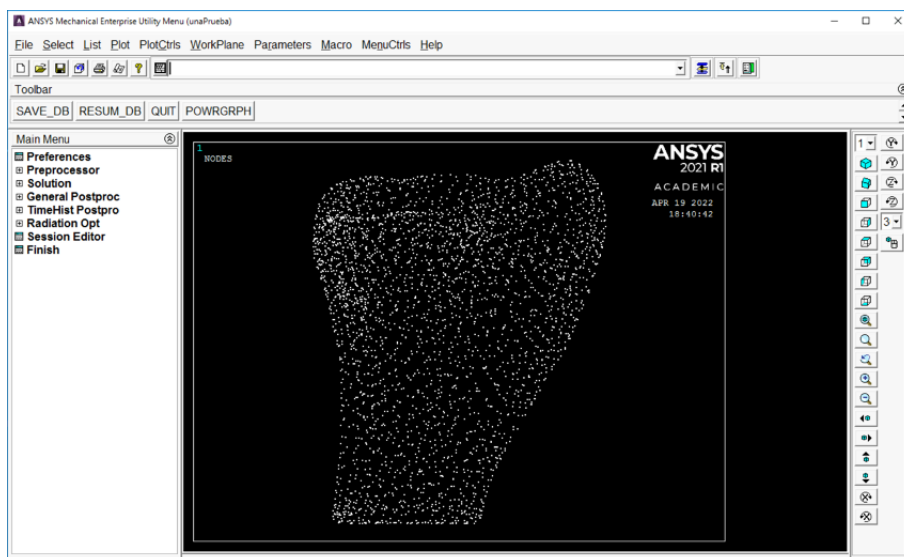 ANSYS Mechanical Enterprise Utility Menu (unaPrueba)
File Select List Plot PlotCtrls WorkPlane Parameters Macro MenuCtrls Help
Toolbar
SAVE_DB RESUM_DB QUIT POWRGRPH
Main Menu
Preferences
Preprocessor
Solution
General Postproc
TimeHist Postpro
Radiation Opt
Session Editor
Finish
1
NODES
ANSYS
2021 R1
ACADEMIC
APR 19 2022
18:40:42
1
3